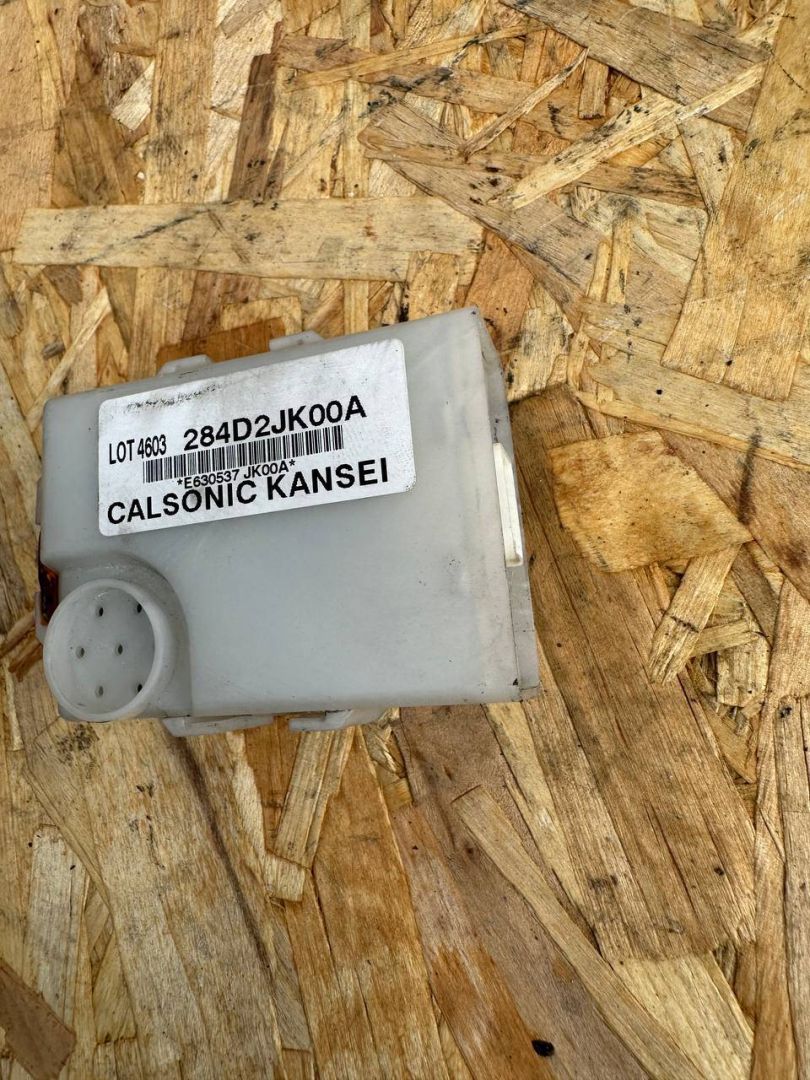 LOT 4603 284D2JK00A
*E630537 JK00A*
CALSONIC KANSEI